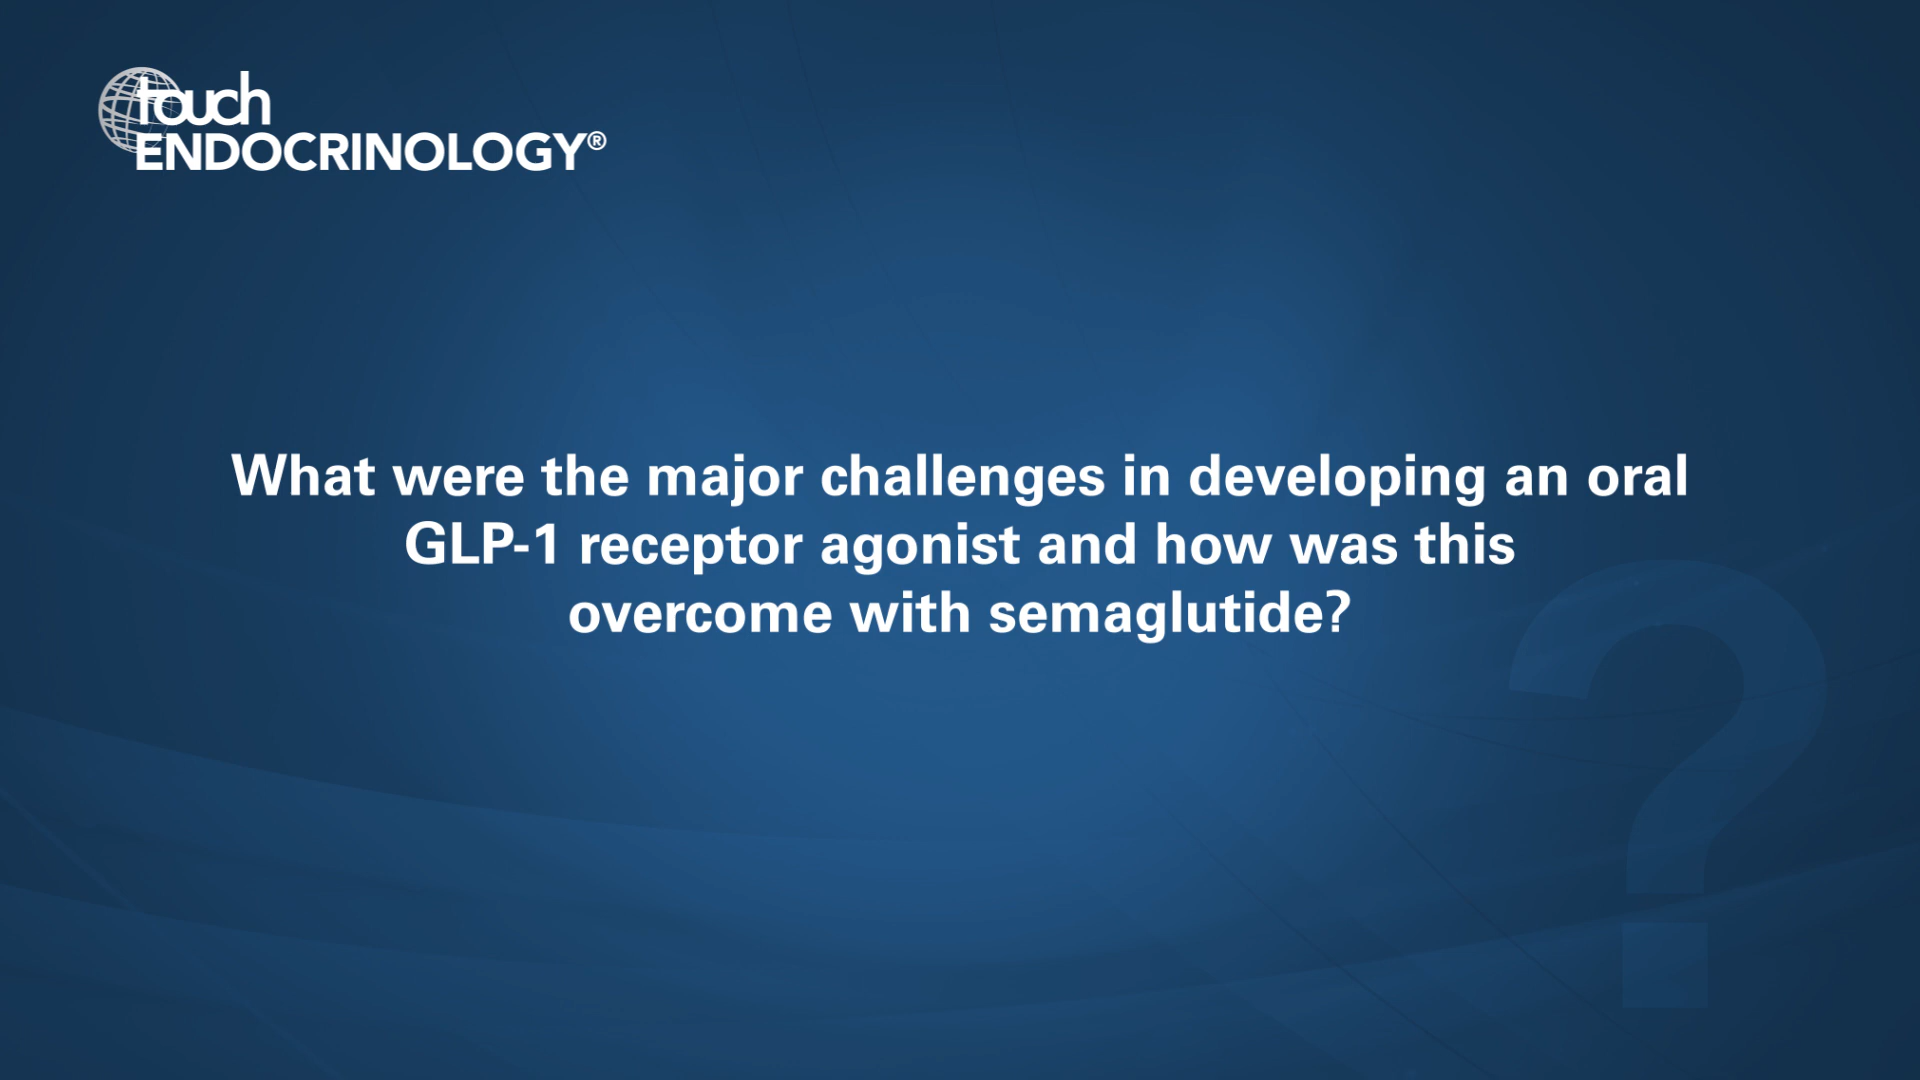 touch
ENDOCRINOLOGY®
What were the major challenges in developing an oral
GLP-1 receptor agonist and how was this
overcome with semaglutide?
?